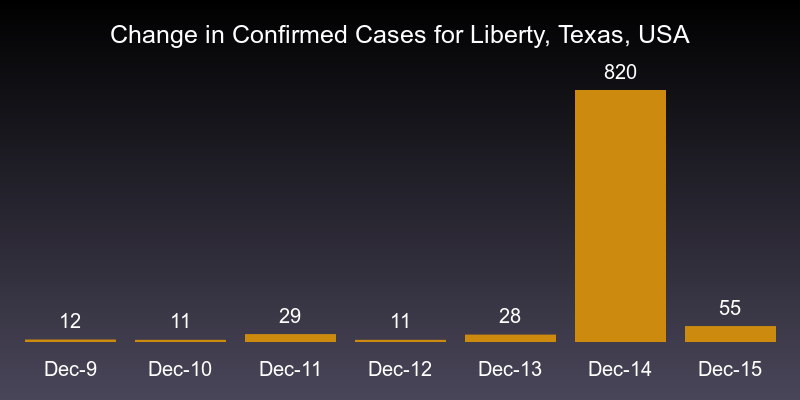 Change in Confirmed Cases for Liberty, Texas, USA
820
12 11 29 11 28 55
Dec-9 Dec-10 Dec-11 Dec-12 Dec-13 Dec-14 Dec-15